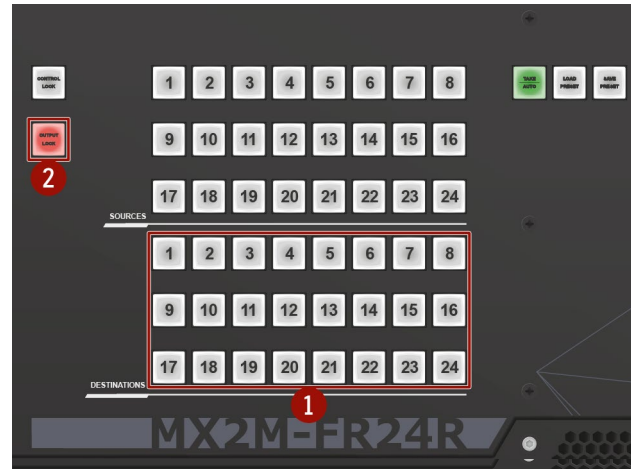 CONTROL
LOCK
1 2 3 4 5 6 7 8
TAKE
AUTO
LOAD
PRESET
SAVE
PRESET
OUTPUT
LOCK
9 10 11 12 13 14 15 16
2
17 18 19 20 21 22 23 24
SOURCES
1 2 3 4 5 6 7 8
9 10 11 12 13 14 15 16
17 18 19 20 21 22 23 24
DESTINATIONS
1
MX2M-FR24R